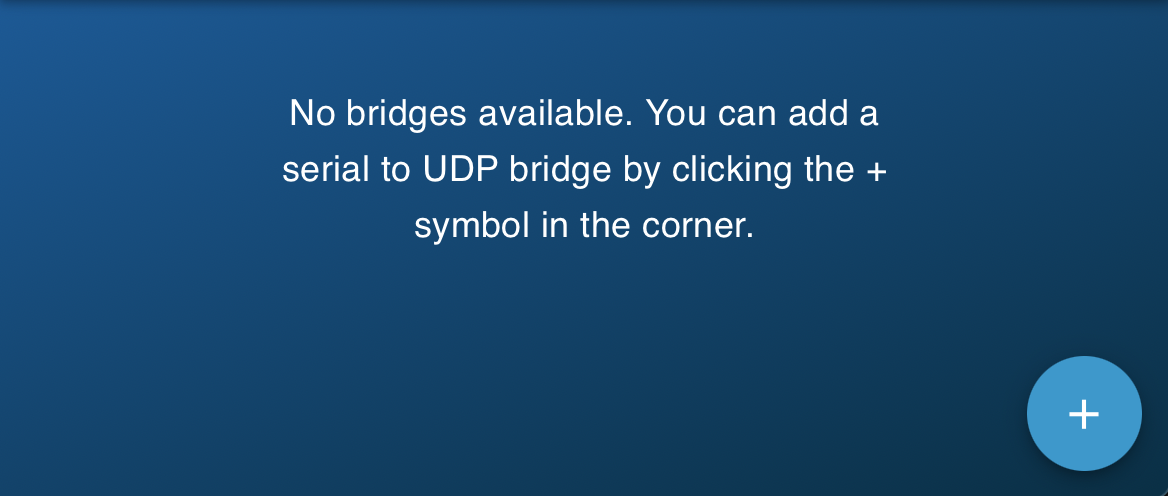 No bridges available. You can add a
serial to UDP bridge by clicking the +
symbol in the corner.
+